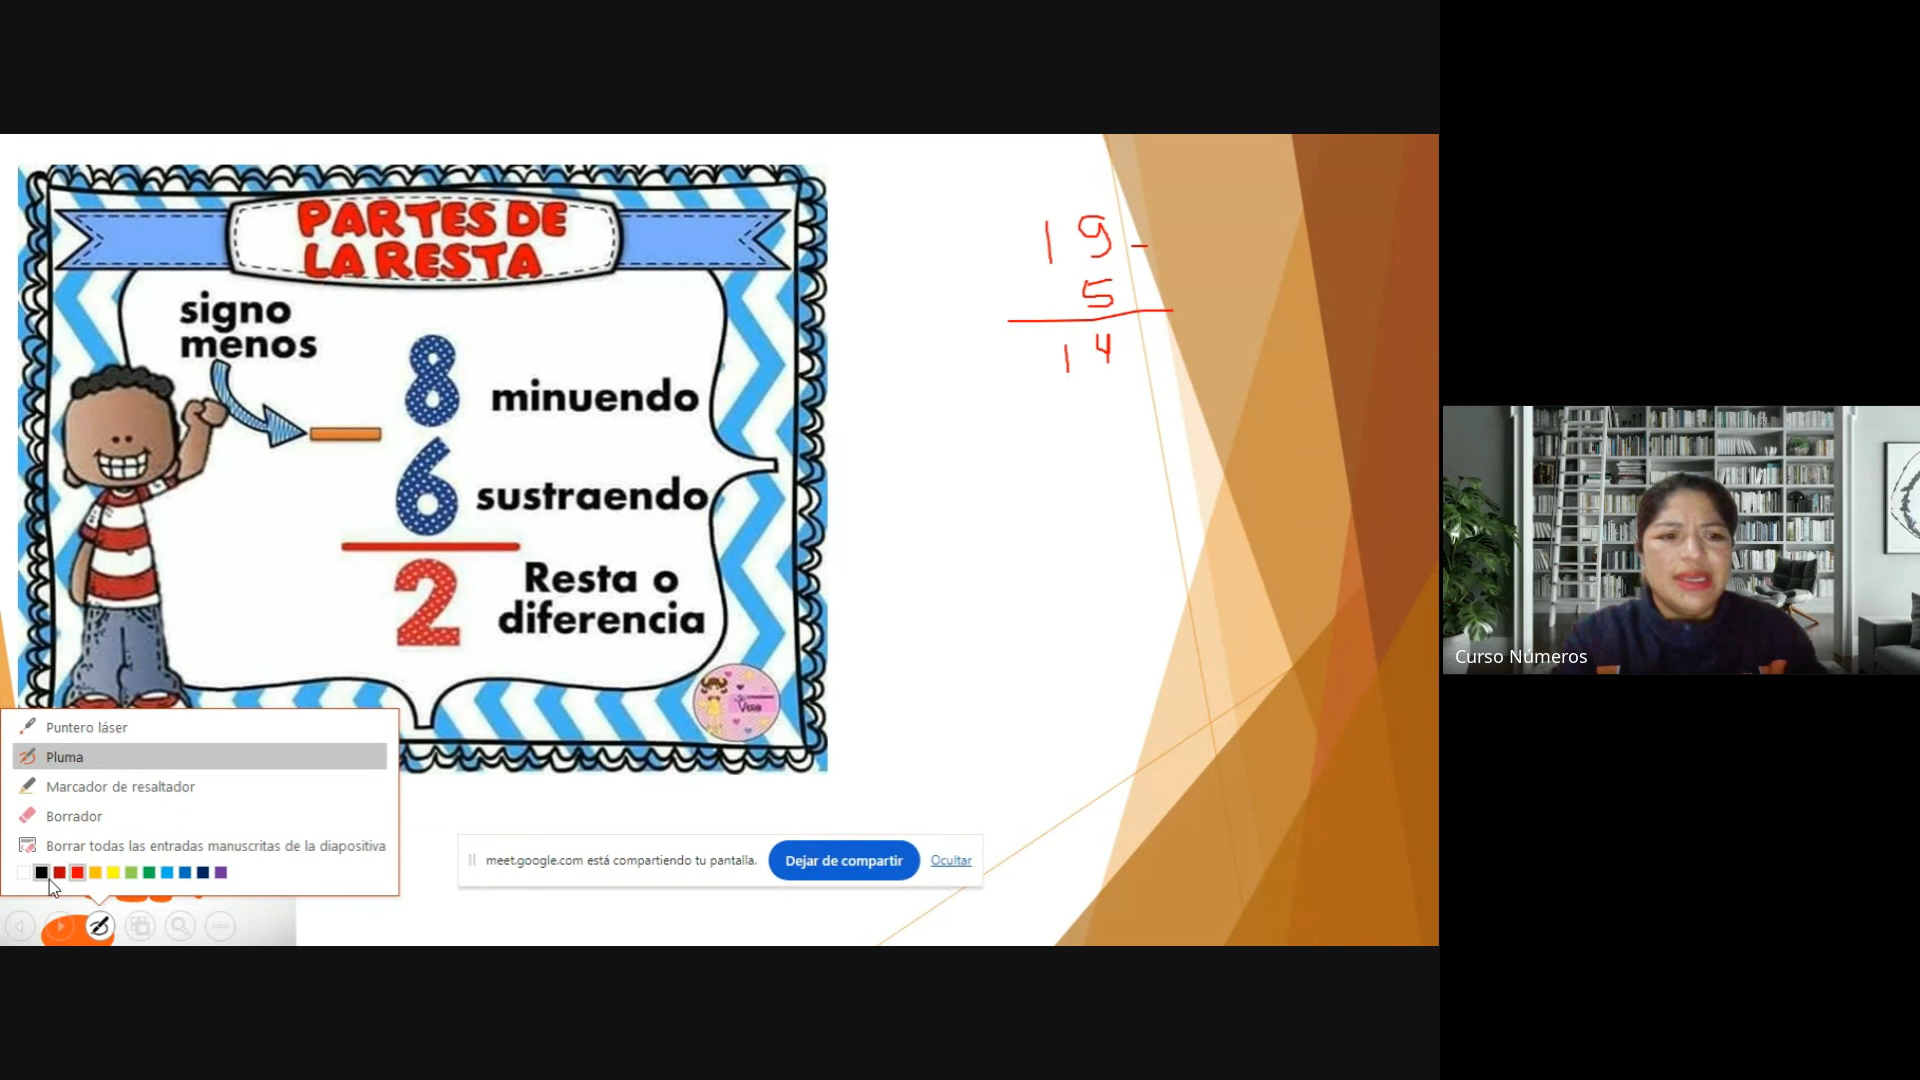 PARTES DE
LA RESTA
signo
menos
8 minuendo
6 sustraendo
2 Resta o
diferencia
19 -
5
14
Puntero láser
Pluma
Marcador de resaltador
Borrador
Borrar todas las entradas manuscritas de la diapositiva
meet.google.com está compartiendo tu pantalla. Dejar de compartir Ocultar
Curso Números